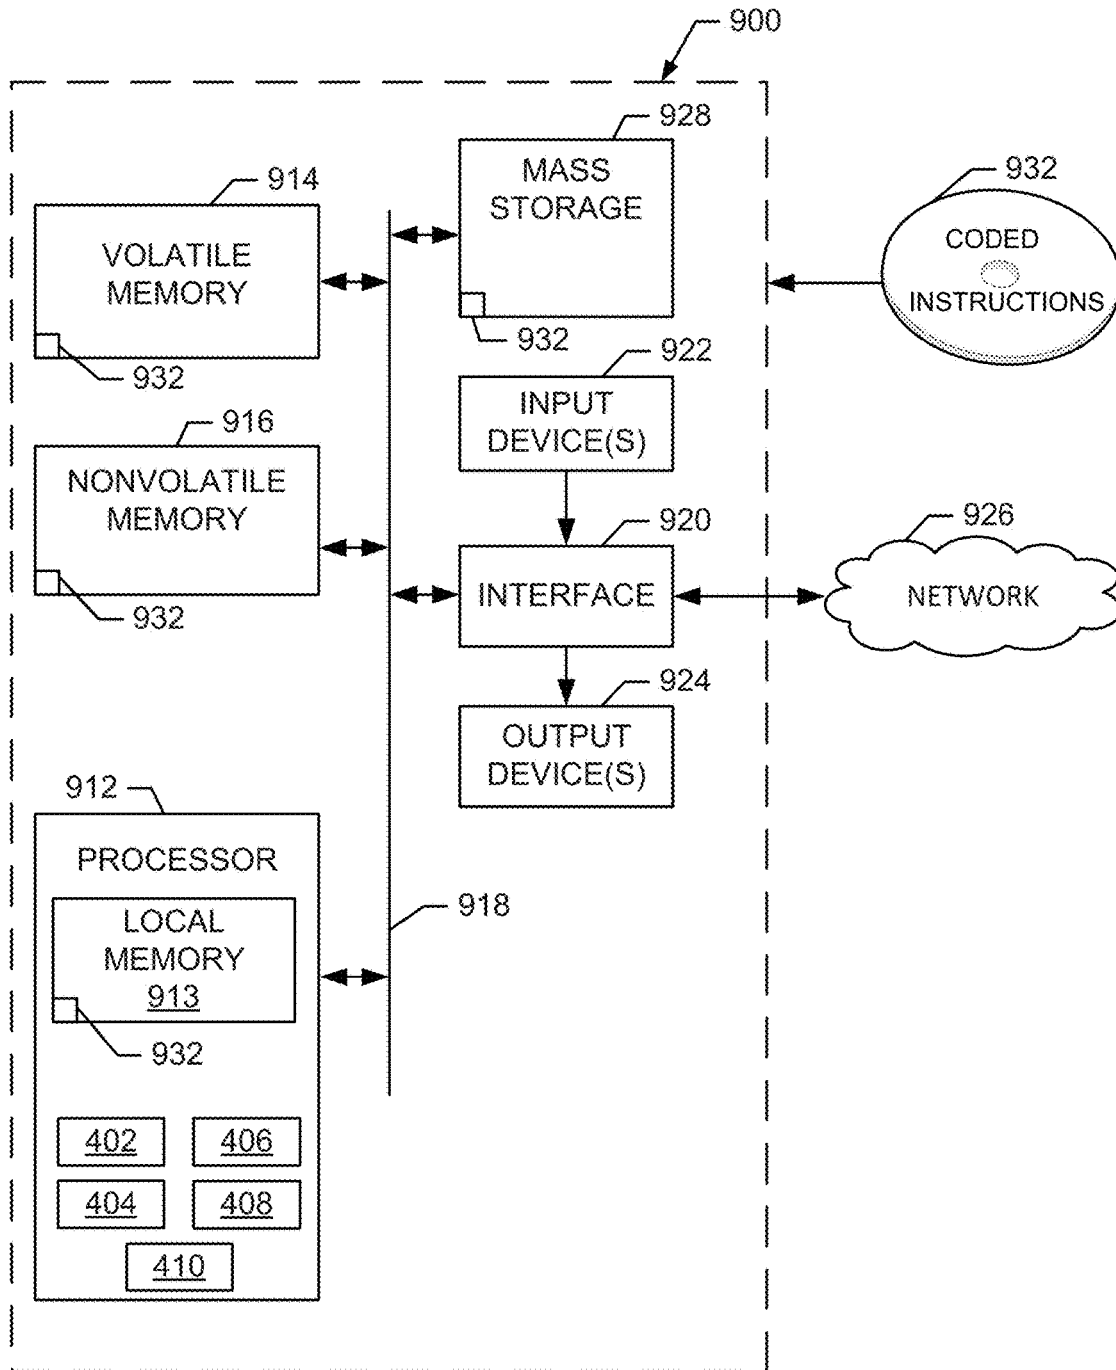 900
928
MASS
STORAGE
932
914
VOLATILE
MEMORY
932
932
CODED
INSTRUCTIONS
922
INPUT
DEVICE(S)
916
NONVOLATILE
MEMORY
932
920
INTERFACE
926
NETWORK
924
OUTPUT
DEVICE(S)
912
PROCESSOR
LOCAL
MEMORY
913
932
918
402
406
404
408
410